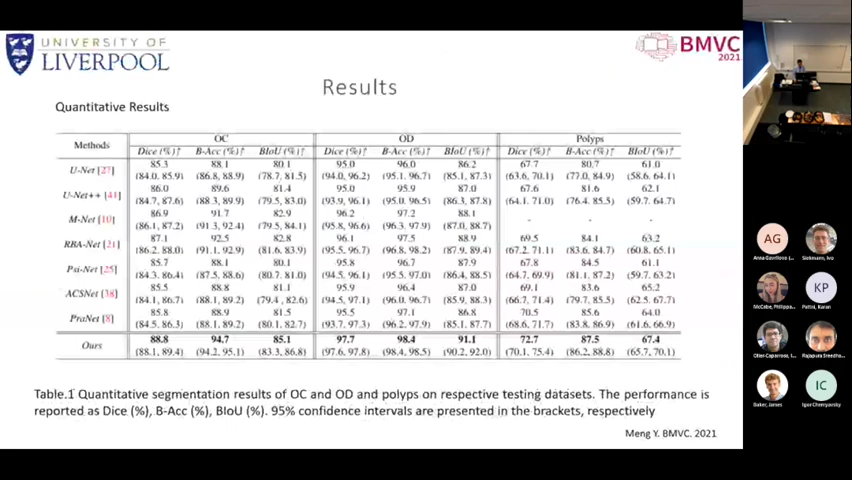 UNIVERSITY OF
LIVERPOOL
BMVC
2021
Results
Quantitative Results
Methods OC OD Polyps
Dice (%)↑ B-Acc (%)↑ BIoU (%)↑ Dice (%)↑ B-Acc (%)↑ BIoU (%)↑ Dice (%)↑ B-Acc (%)↑ BIoU (%)↑
U-Net [27] 85.3 88.1 80.1 95.0 96.0 86.2 67.7 80.7 61.0
(84.0, 85.9) (86.8, 88.9) (78.7, 81.5) (94.0, 96.2) (95.1, 96.7) (85.1, 87.3) (63.6, 70.1) (77.0, 84.9) (58.6, 64.1)
U-Net++ [41] 86.0 89.6 81.4 95.0 95.9 87.0 67.6 81.6 62.1
(84.7, 87.6) (88.3, 90.9) (79.5, 83.0) (93.9, 96.1) (95.0, 96.5) (86.3, 87.8) (64.1, 71.0) (76.4, 85.5) (59.7, 64.7)
M-Net [10] 86.9 91.7 82.9 96.2 97.2 88.1 - - -
(86.1, 87.2) (91.3, 92.4) (79.5, 84.1) (95.8, 96.6) (96.3, 97.9) (87.0, 88.7)
RBA-Net [21] 87.1 92.5 82.8 96.1 97.5 88.9 69.5 84.1 63.2
(86.2, 88.0) (91.1, 92.9) (81.6, 83.9) (95.5, 96.7) (96.8, 98.2) (87.9, 89.4) (67.2, 71.1) (83.6, 84.7) (60.8, 65.1)
Psi-Net [25] 85.7 88.1 80.1 95.8 96.7 87.9 67.8 84.5 61.1
(84.3, 86.4) (87.5, 88.6) (80.7, 81.0) (94.5, 96.1) (95.5, 97.0) (86.4, 88.5) (64.7, 69.9) (81.1, 87.2) (59.7, 63.2)
ACSNet [38] 85.5 88.8 81.1 95.9 96.4 87.0 69.1 83.6 65.2
(84.1, 86.7) (88.1, 89.2) (79.4 , 82.6) (94.5, 97.1) (96.0, 96.7) (85.9, 88.3) (66.7, 71.4) (79.7, 85.5) (62.5, 67.7)
PraNet [8] 85.8 88.9 81.5 95.5 97.1 86.8 70.5 85.6 64.0
(84.5, 86.3) (88.1, 89.2) (80.1, 82.7) (93.7, 97.3) (96.2, 97.9) (85.1, 87.7) (68.6, 71.7) (83.8, 86.9) (61.6, 66.9)
Ours 88.8 94.7 85.1 97.7 98.4 91.1 72.7 87.5 67.4
(88.1, 89.4) (94.2, 95.1) (83.3, 86.8) (97.6, 97.8) (98.4, 98.5) (90.2, 92.0) (70.1, 75.4) (86.2, 88.8) (65.7, 70.1)
Table.1 Quantitative segmentation results of OC and OD and polyps on respective testing datasets. The performance is
reported as Dice (%), B-Acc (%), BIoU (%). 95% confidence intervals are presented in the brackets, respectively
Meng Y. BMVC. 2021
AG
Anna Gavrilova
Siekmann, Ivo
KP
McCabe, Philippa
Pattni, Karan
Otier-Caparroso, I...
Rajapura Sreedha...
IC
Baker, James
Igor Chernyavsky